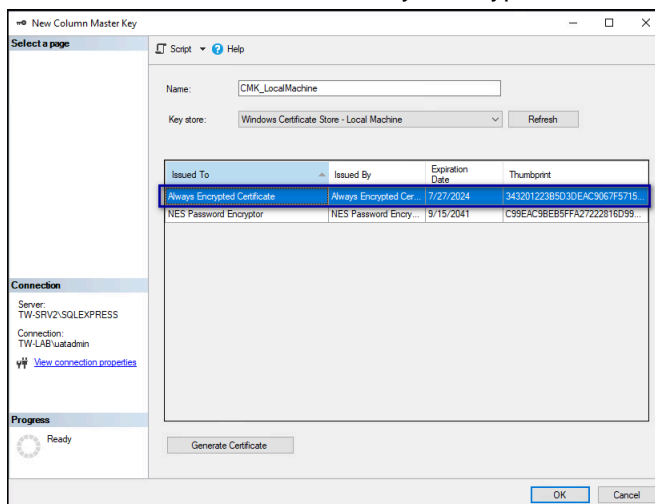 New Column Master Key
Select a page
Script
Help
Name:
CMK_LocalMachine
Key store:
Windows Certificate Store - Local Machine
Refresh
Issued To
Issued By
Expiration Date
Thumbprint
Always Encrypted Certificate
Always Encrypted Cer...
7/27/2024
343201223B5D3DEAC9067F5715...
NES Password Encryptor
NES Password Encry...
9/15/2041
C99EAC9BEB5FFA27222816D99...
Connection
Server:
TW-SRV2\SQLEXPRESS
Connection:
TW-LAB\uatadmin
View connection properties
Progress
Ready
Generate Certificate
OK
Cancel